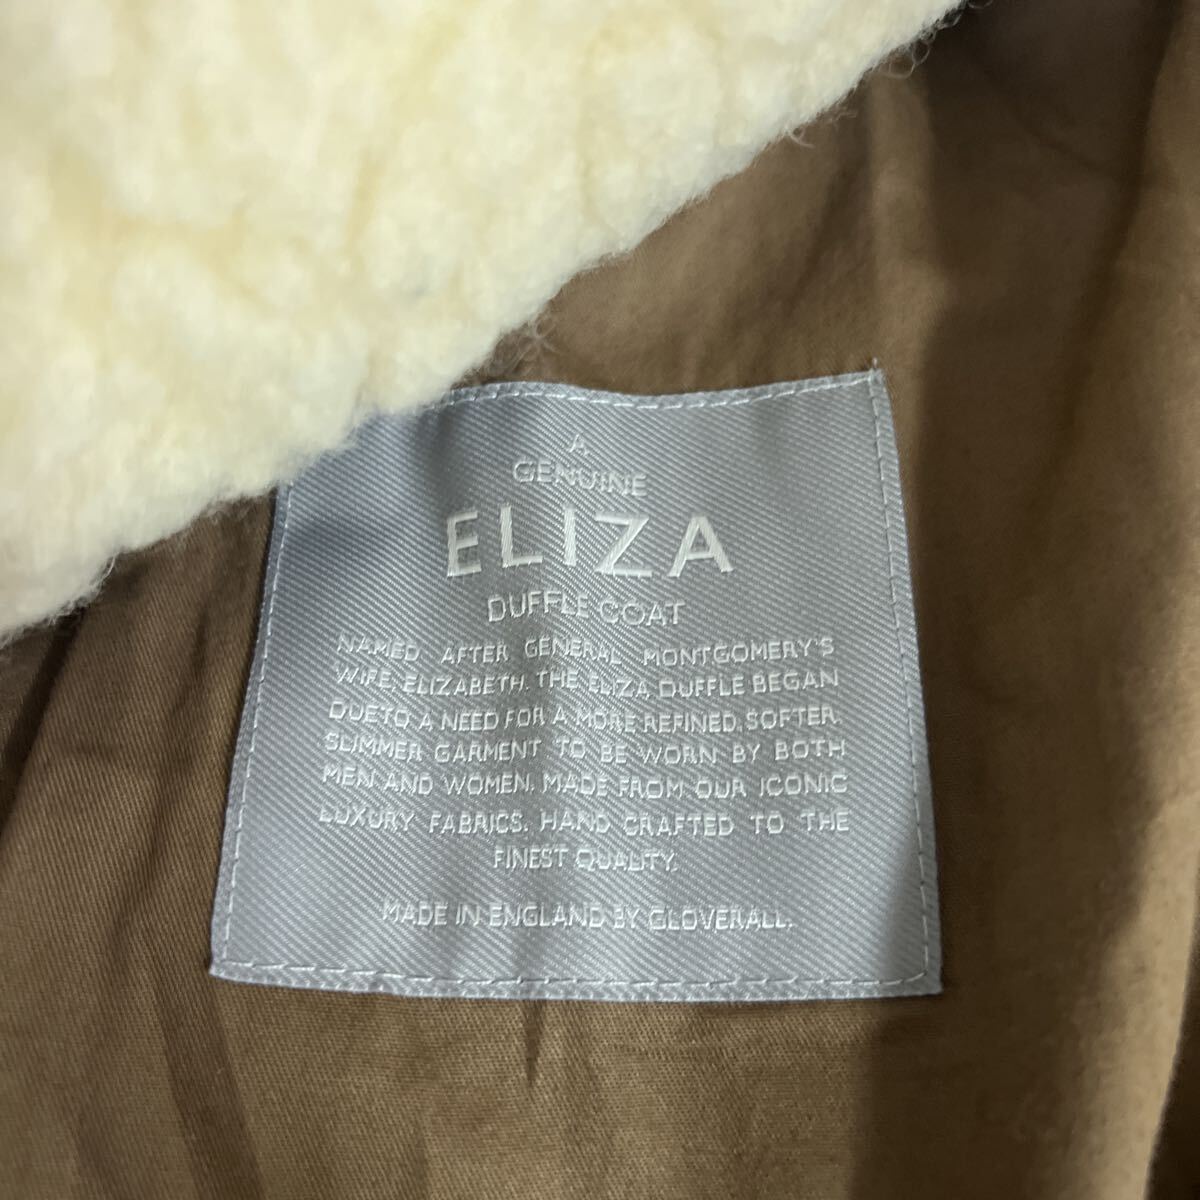 A
GENUINE
ELIZA
DUFFLE COAT
NAMED AFTER GENERAL MONTGOMERY'S
WIFE, ELIZABETH. THE ELIZA DUFFLE BEGAN
DUE TO A NEED FOR A MORE REFINED, SOFTER,
SLIMMER GARMENT TO BE WORN BY BOTH
MEN AND WOMEN. MADE FROM OUR ICONIC
LUXURY FABRICS. HAND CRAFTED TO THE
FINEST QUALITY.
MADE IN ENGLAND BY GLOVERALL.